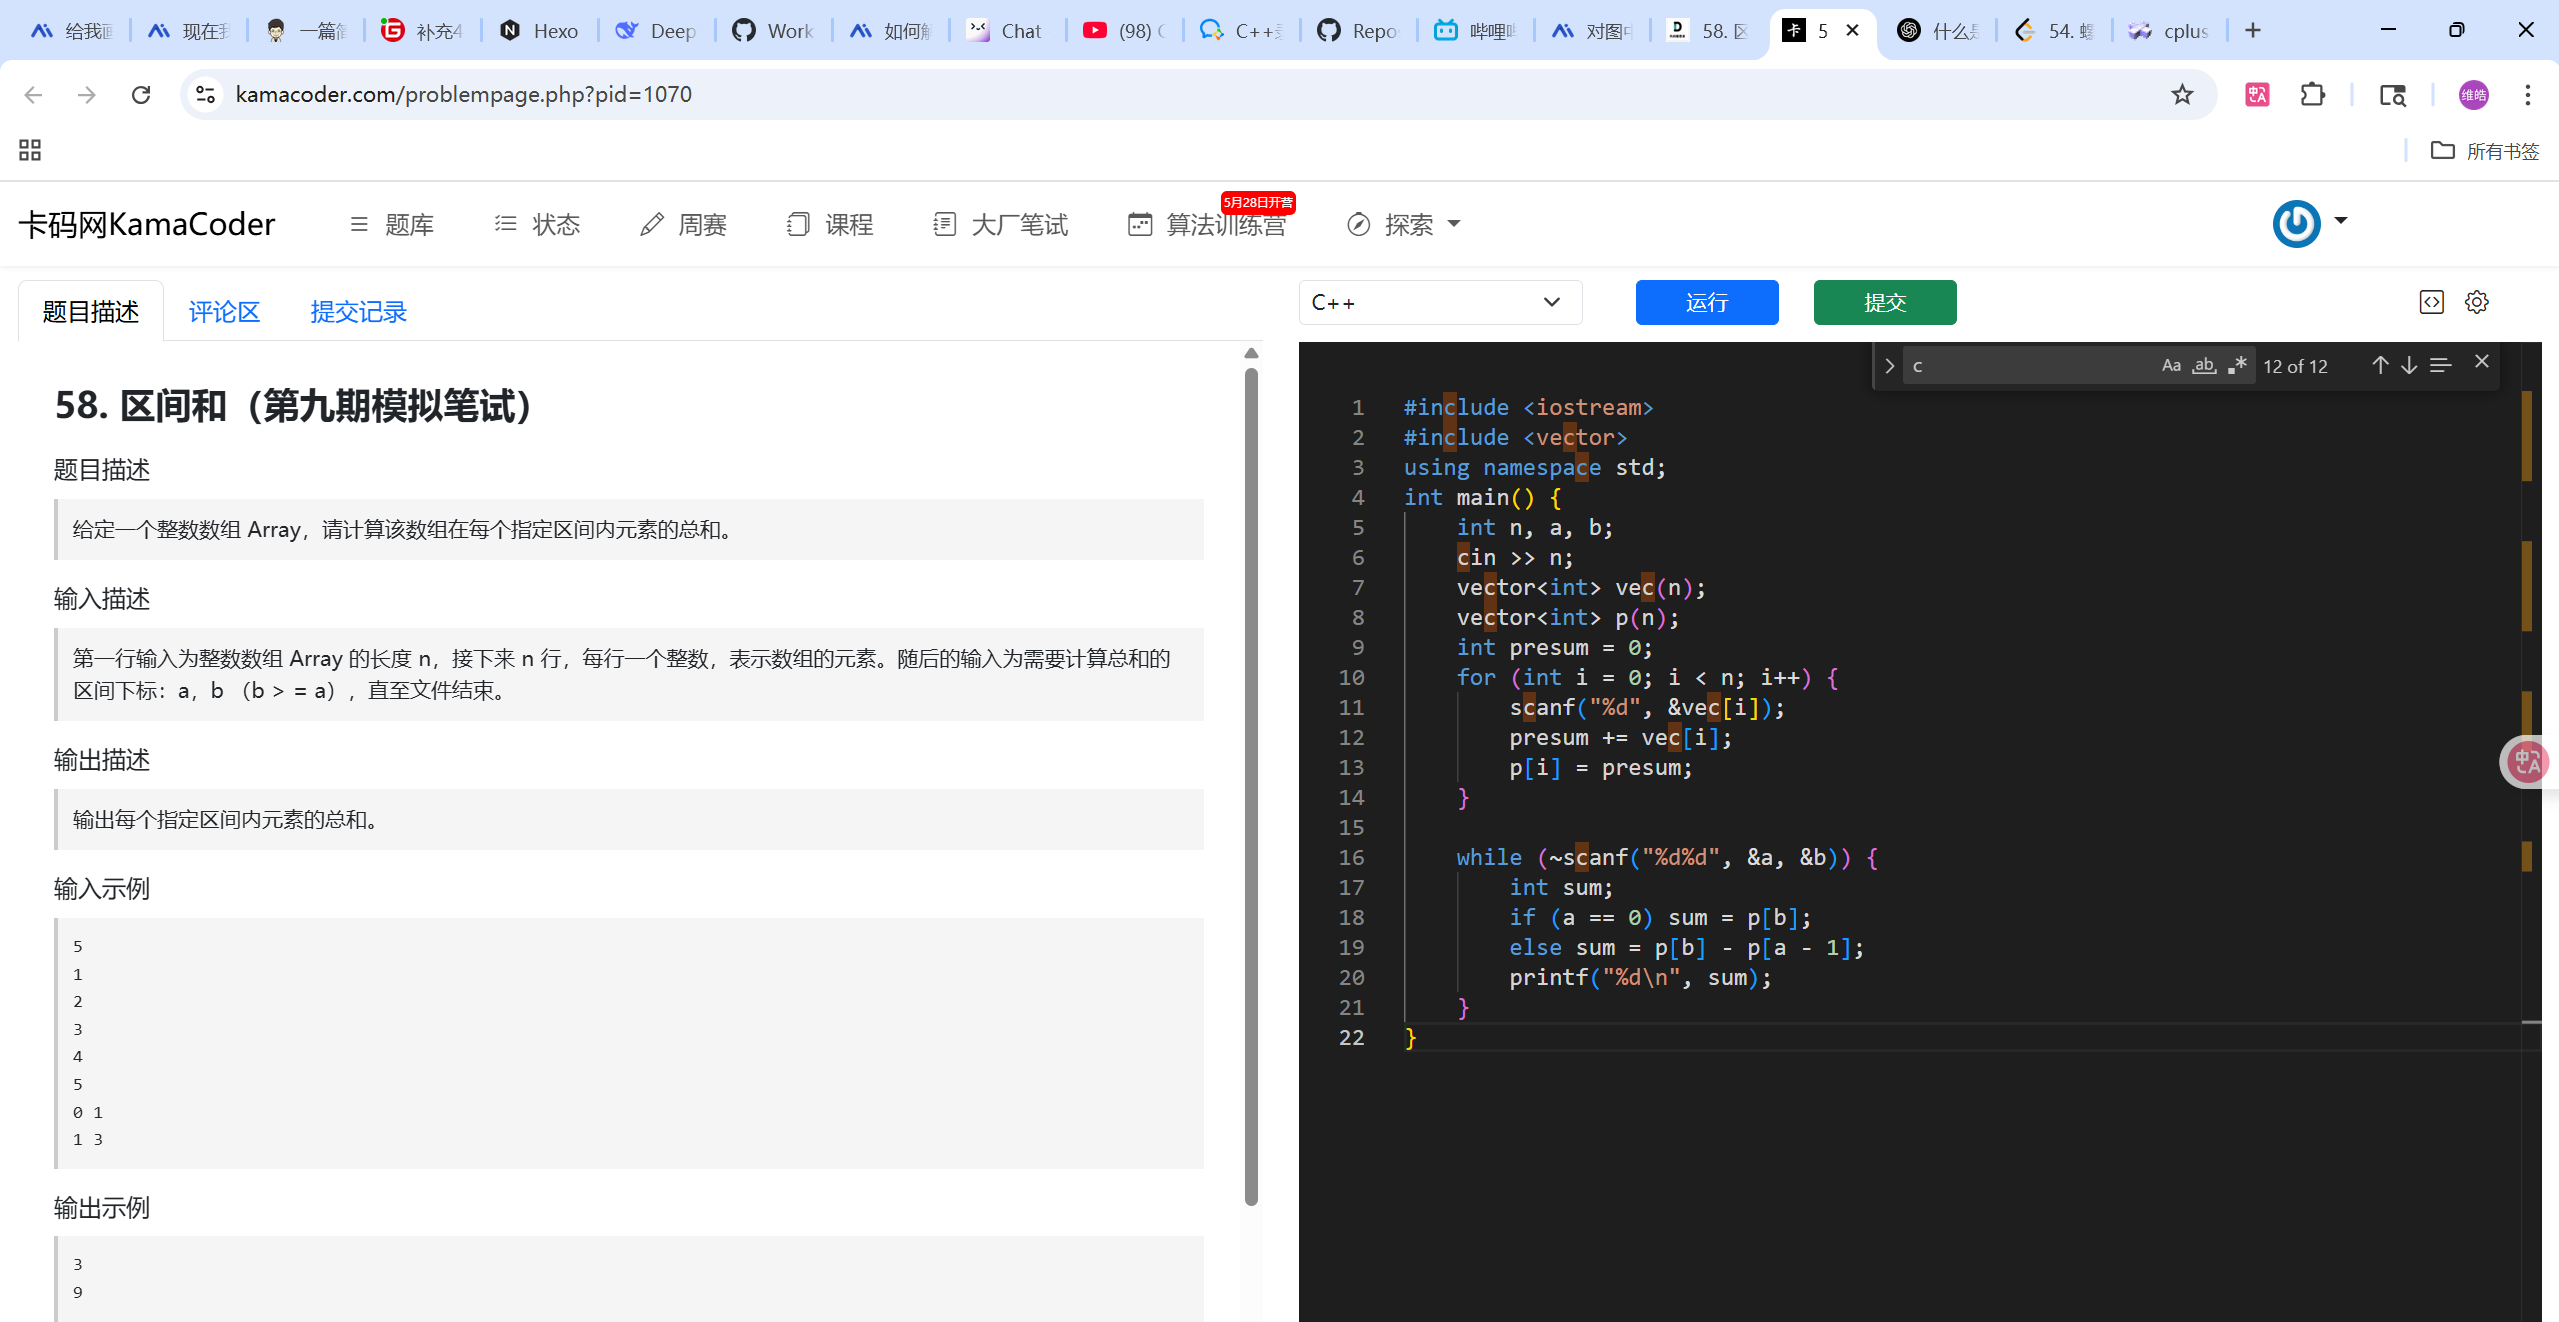 给我画
现在我
一篇简
补充4
Hexo
Deep
Work
如何解
Chat
(98)
C++
Repo
哔哩哔
对图中
58. 区
5
什么是
54. 螺
cplus
kamacoder.com/problempage.php?pid=1070
维皓
所有书签
卡码网KamaCoder
题库
状态
周赛
课程
大厂笔试
算法训练营
5月28日开营
探索
题目描述
评论区
提交记录
C++
运行
提交
58. 区间和（第九期模拟笔试）
题目描述
给定一个整数数组 Array，请计算该数组在每个指定区间内元素的总和。
输入描述
第一行输入为整数数组 Array 的长度 n，接下来 n 行，每行一个整数，表示数组的元素。随后的输入为需要计算总和的
区间下标：a，b （b > = a），直至文件结束。
输出描述
输出每个指定区间内元素的总和。
输入示例
5
1
2
3
4
5
0 1
1 3
输出示例
3
9
c
Aa
ab
12 of 12
1 #include <iostream>
2 #include <vector>
3 using namespace std;
4 int main() {
5 int n, a, b;
6 cin >> n;
7 vector<int> vec(n);
8 vector<int> p(n);
9 int presum = 0;
10 for (int i = 0; i < n; i++) {
11 scanf("%d", &vec[i]);
12 presum += vec[i];
13 p[i] = presum;
14 }
15
16 while (~scanf("%d%d", &a, &b)) {
17 int sum;
18 if (a == 0) sum = p[b];
19 else sum = p[b] - p[a - 1];
20 printf("%d\n", sum);
21 }
22 }